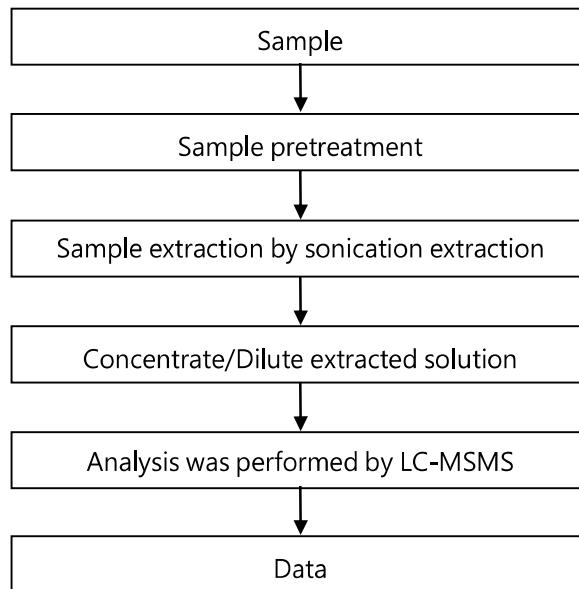 Sample
Sample pretreatment
Sample extraction by sonication extraction
Concentrate/Dilute extracted solution
Analysis was performed by LC-MSMS
Data